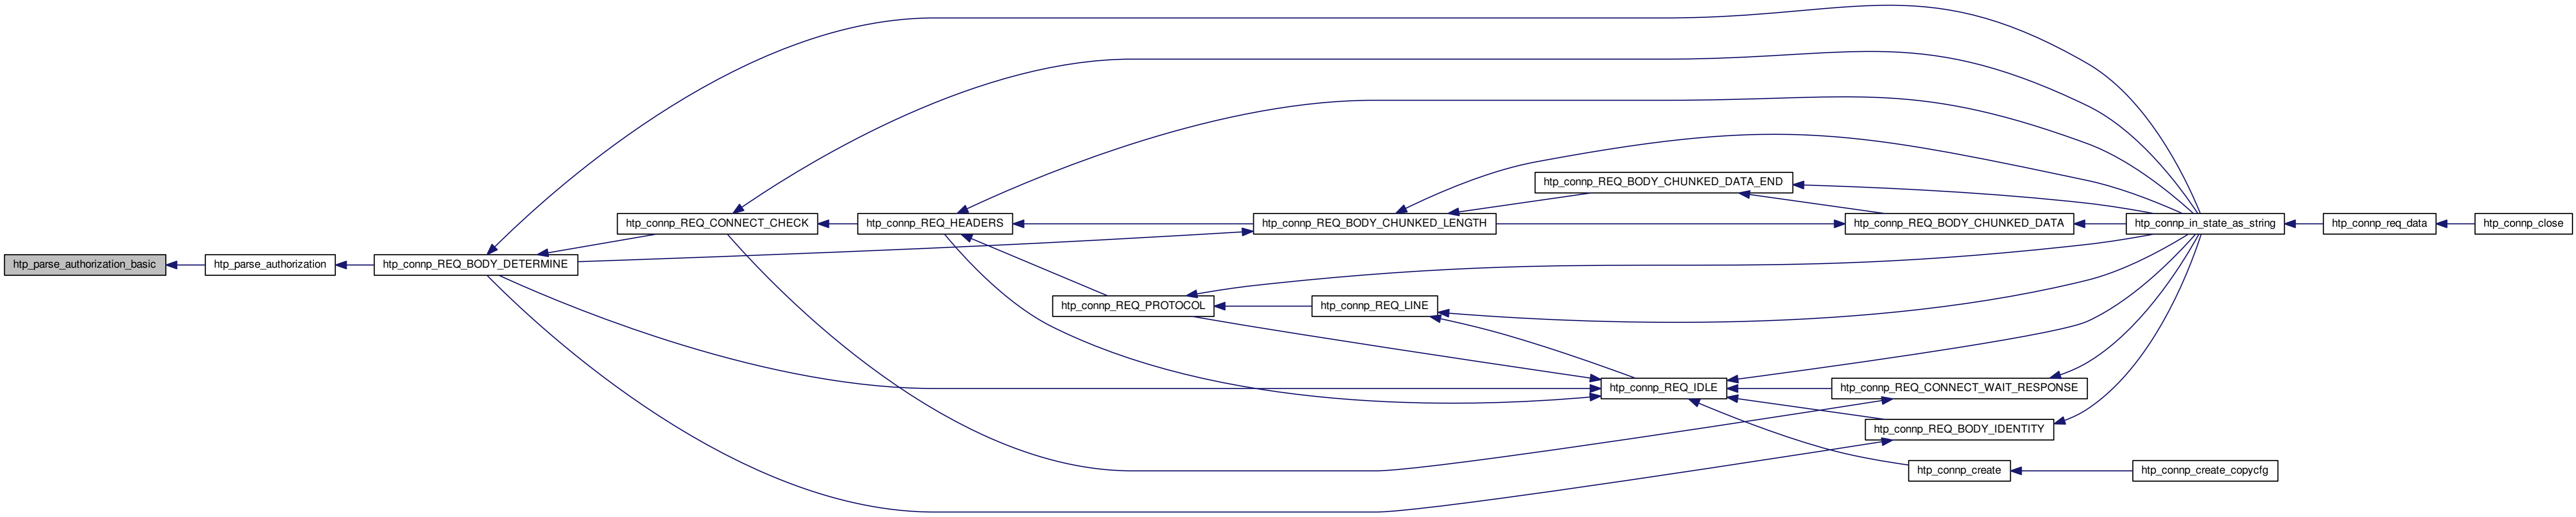 htp_parse_authorization_basic
htp_parse_authorization
htp_connp_REQ_BODY_DETERMINE
htp_connp_REQ_CONNECT_CHECK
htp_connp_REQ_HEADERS
htp_connp_REQ_PROTOCOL
htp_connp_REQ_BODY_CHUNKED_LENGTH
htp_connp_REQ_LINE
htp_connp_REQ_BODY_CHUNKED_DATA_END
htp_connp_REQ_IDLE
htp_connp_REQ_BODY_CHUNKED_DATA
htp_connp_REQ_CONNECT_WAIT_RESPONSE
htp_connp_REQ_BODY_IDENTITY
htp_connp_create
htp_connp_in_state_as_string
htp_connp_create_copycfg
htp_connp_req_data
htp_connp_close